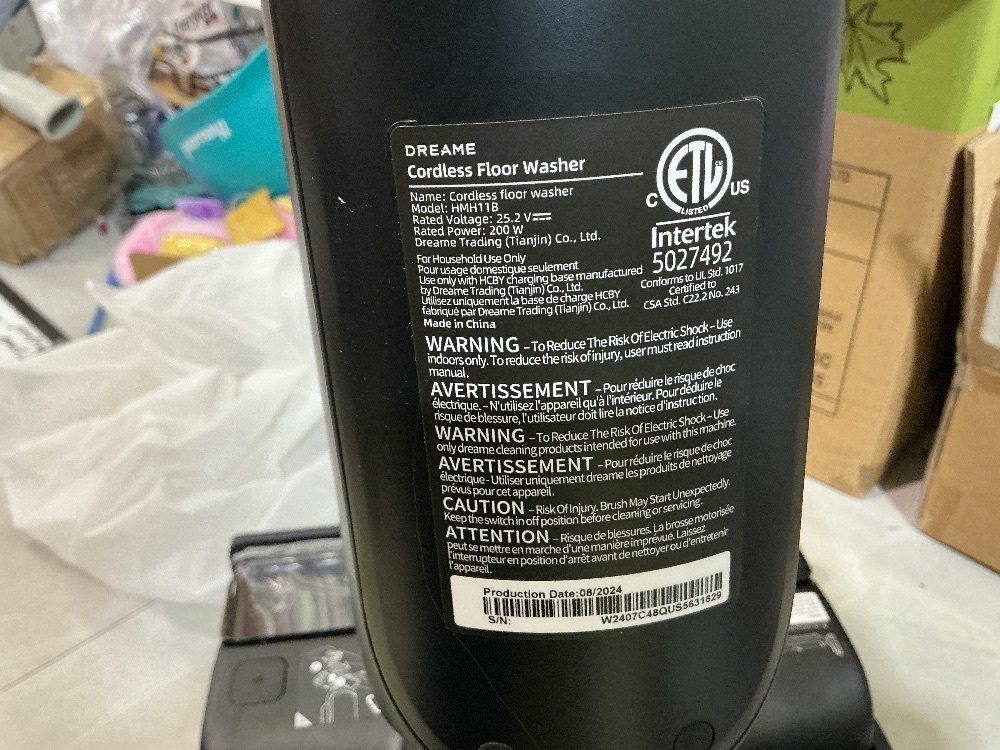 DREAME
Cordless Floor Washer
Name: Cordless floor washer
Model: HMH11B
Rated Voltage: 25.2 V⎓
Rated Power: 200 W
Dreame Trading (Tianjin) Co., Ltd.
For Household Use Only
Pour usage domestique seulement
Use only with HCBY charging base manufactured
by Dreame Trading (Tianjin) Co., Ltd.
Utilisez uniquement la base de charge HCBY
fabriqué par Dreame Trading (Tianjin) Co., Ltd.
Made in China
ETL
CM
C US
LISTED
Intertek
5027492
Conforms to UL Std. 1017
Certified to
CSA Std. C22.2 No. 243
WARNING – To Reduce The Risk Of Electric Shock – Use
indoors only. To reduce the risk of injury, user must read instruction
manual.
AVERTISSEMENT – Pour réduire le risque de choc
électrique. – N'utilisez l'appareil qu'à l'intérieur. Pour réduire le
risque de blessure, l'utilisateur doit lire la notice d'instruction.
WARNING – To Reduce The Risk Of Electric Shock – Use
only dreame cleaning products intended for use with this machine.
AVERTISSEMENT – Pour réduire le risque de choc
électrique - Utiliser uniquement dreame les produits de nettoyage
prévus pour cet appareil.
CAUTION – Risk Of Injury. Brush May Start Unexpectedly.
Keep the switch in off position before cleaning or servicing.
ATTENTION – Risque de blessures. La brosse motorisée
peut se mettre en marche d'une manière imprévue. Laissez
l'interrupteur en position d'arrêt avant de nettoyer ou d'entretenir
l'appareil.
Production Date:08/2024
S/N: W2407C48QUS5631629